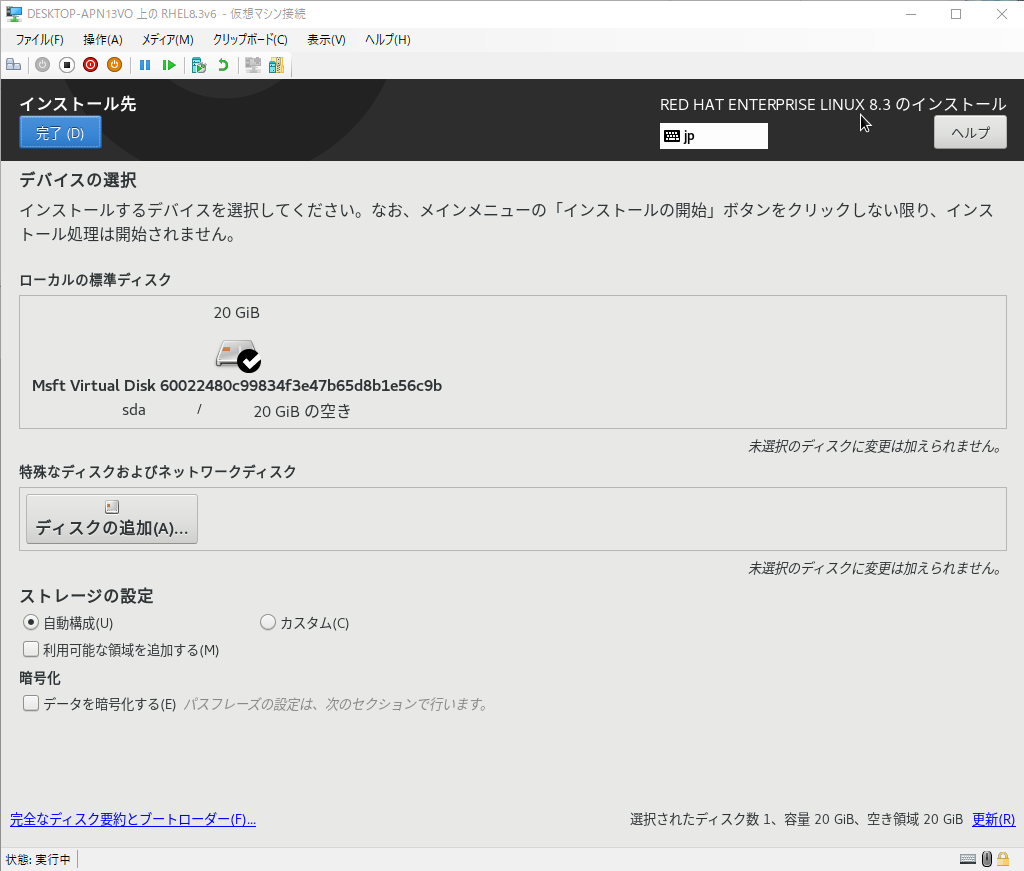 DESKTOP-APN13VO 上の RHEL8.3v6 - 仮想マシン接続
ファイル(F) 操作(A) メディア(M) クリップボード(C) 表示(V) ヘルプ(H)
インストール先
RED HAT ENTERPRISE LINUX 8.3 のインストール
完了 (D)
jp
ヘルプ
デバイスの選択
インストールするデバイスを選択してください。なお、メインメニューの「インストールの開始」ボタンをクリックしない限り、インス
トール処理は開始されません。
ローカルの標準ディスク
20 GiB
Msft Virtual Disk 60022480c99834f3e47b65d8b1e56c9b
sda / 20 GiB の空き
未選択のディスクに変更は加えられません。
特殊なディスクおよびネットワークディスク
ディスクの追加(A)...
未選択のディスクに変更は加えられません。
ストレージの設定
自動構成(U) カスタム(C)
利用可能な領域を追加する(M)
暗号化
データを暗号化する(E) パスフレーズの設定は、次のセクションで行います。
完全なディスク要約とブートローダー(F)...
選択されたディスク数 1、容量 20 GiB、空き領域 20 GiB 更新(R)
状態: 実行中